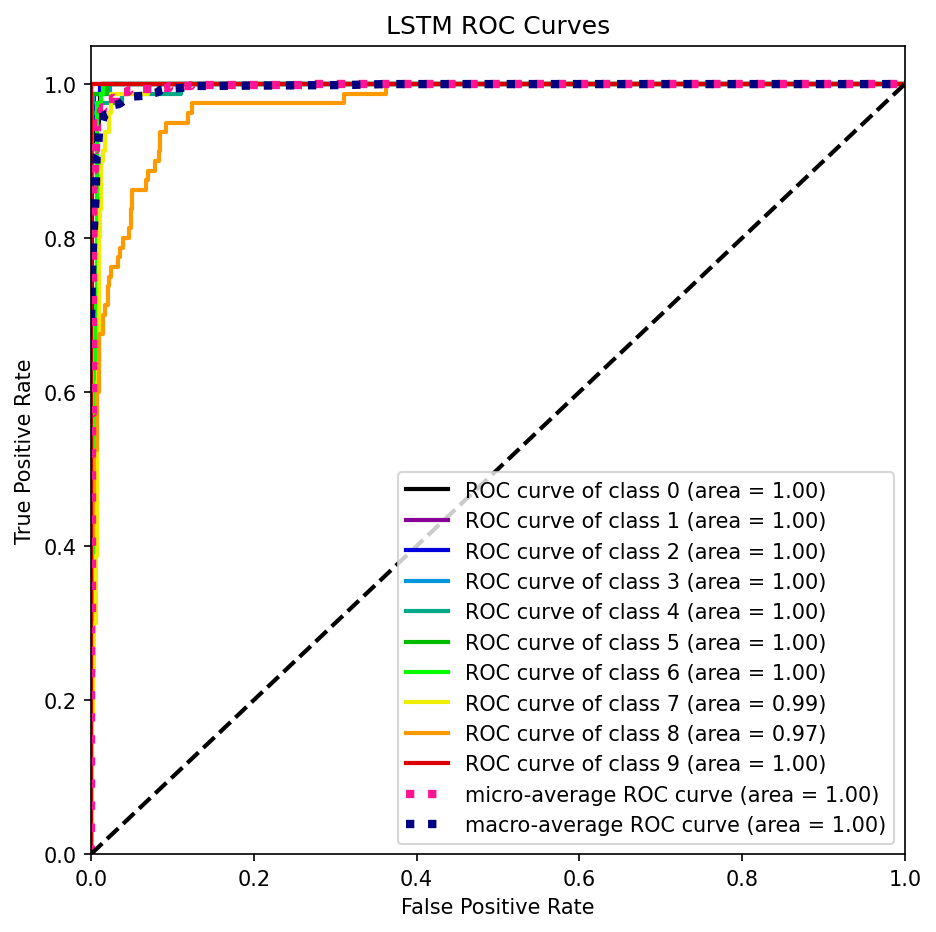 LSTM ROC Curves
True Positive Rate
1.0
0.8
0.6
0.4
0.2
0.0
ROC curve of class 0 (area = 1.00)
ROC curve of class 1 (area = 1.00)
ROC curve of class 2 (area = 1.00)
ROC curve of class 3 (area = 1.00)
ROC curve of class 4 (area = 1.00)
ROC curve of class 5 (area = 1.00)
ROC curve of class 6 (area = 1.00)
ROC curve of class 7 (area = 0.99)
ROC curve of class 8 (area = 0.97)
ROC curve of class 9 (area = 1.00)
micro-average ROC curve (area = 1.00)
macro-average ROC curve (area = 1.00)
0.0 0.2 0.4 0.6 0.8 1.0
False Positive Rate